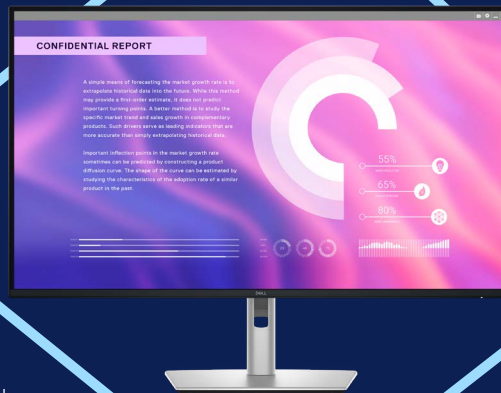 CONFIDENTIAL REPORT
A simple means of forecasting the market growth rate is to
extrapolate historical data into the future. While this method
may provide a first-order estimate, it does not predict
important turning points. A better method is to study the
specific market trend and sales growth in complementary
products. Such drivers serve as leading indicators that are
more accurate than simply extrapolating historical data.
Important inflection points in the market growth rate
sometimes can be predicted by constructing a product
diffusion curve. The shape of the curve can be estimated by
studying the characteristics of the adoption rate of a similar
product in the past.
55%
65%
80%
DELL